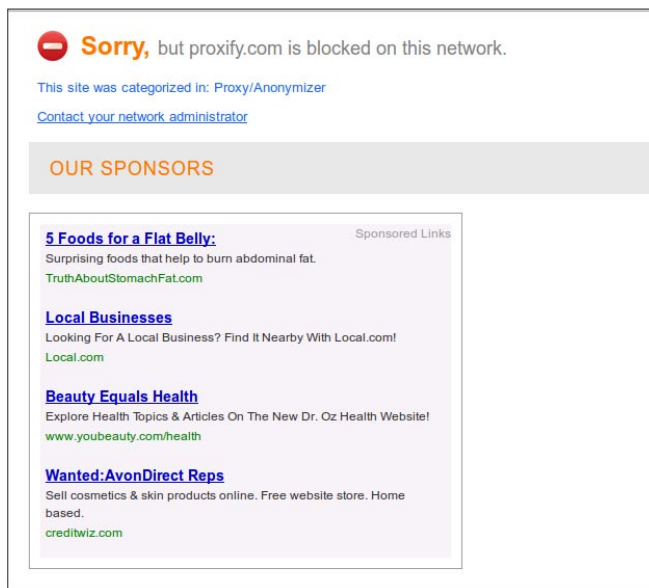 Sorry, but proxify.com is blocked on this network.
This site was categorized in: Proxy/Anonymizer
Contact your network administrator
OUR SPONSORS
Sponsored Links
5 Foods for a Flat Belly:
Surprising foods that help to burn abdominal fat.
TruthAboutStomachFat.com
Local Businesses
Looking For A Local Business? Find It Nearby With Local.com!
Local.com
Beauty Equals Health
Explore Health Topics & Articles On The New Dr. Oz Health Website!
www.youbeauty.com/health
Wanted:AvonDirect Reps
Sell cosmetics & skin products online. Free website store. Home
based.
creditwiz.com